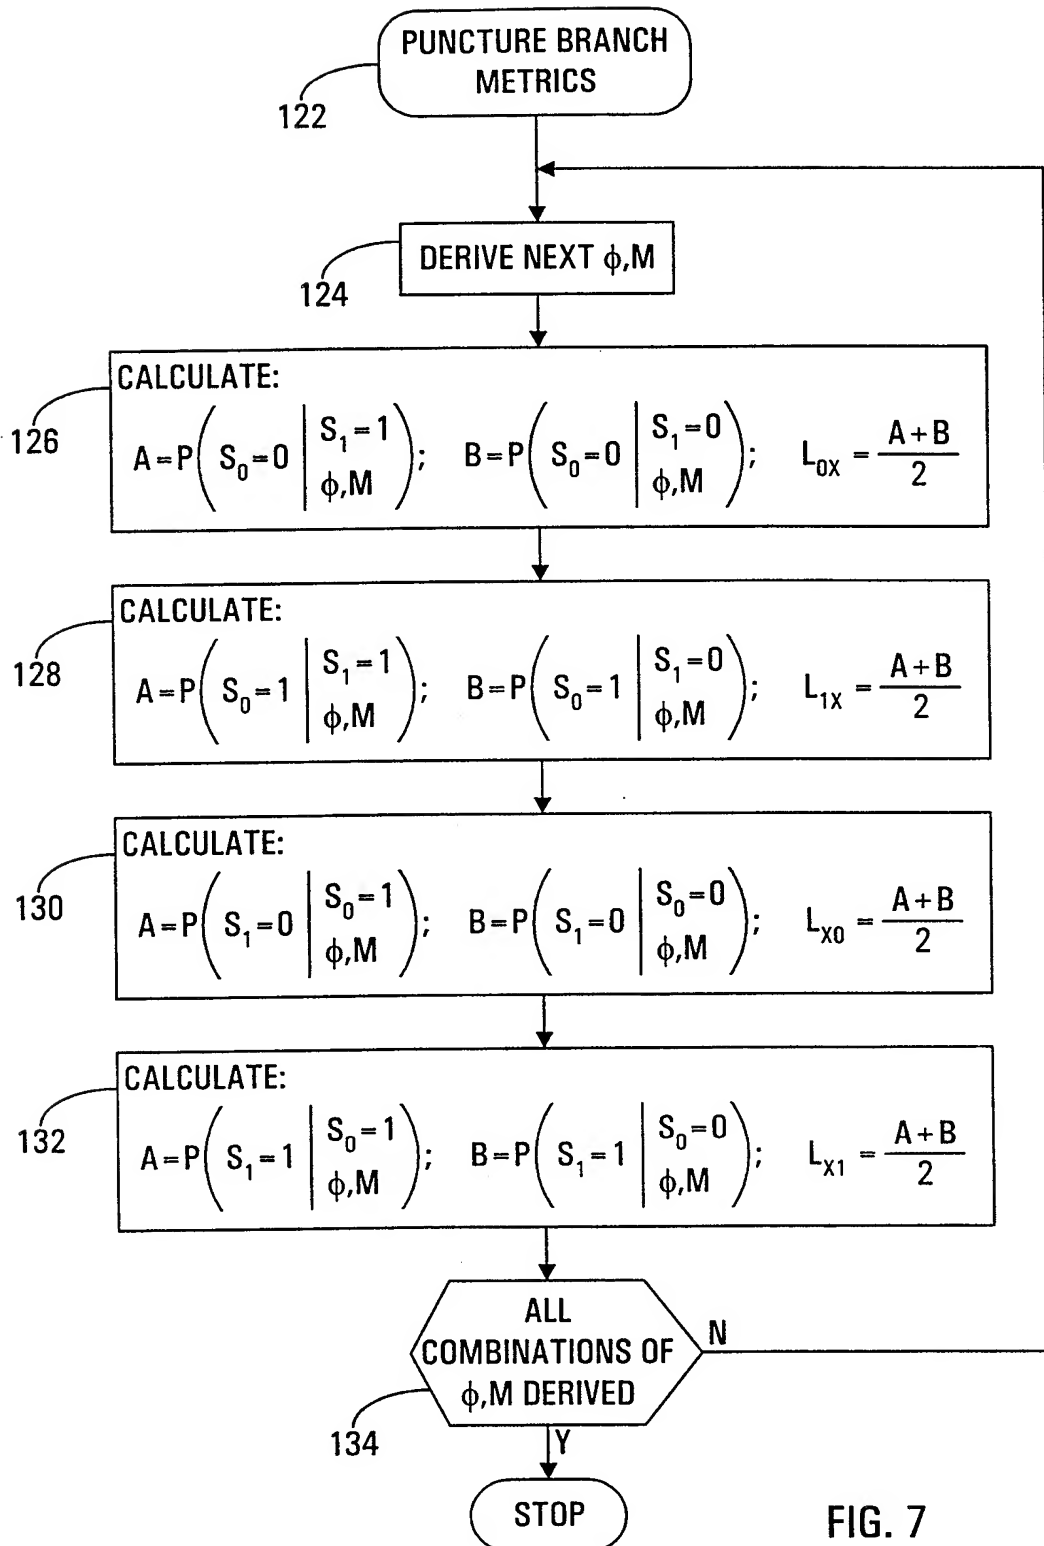 PUNCTURE BRANCH
METRICS
122
DERIVE NEXT ϕ,M
124
CALCULATE:
126
A=P( S₀=0 | S₁=1 ϕ,M ); B=P( S₀=0 | S₁=0 ϕ,M ); L₀ₓ = A+B / 2
CALCULATE:
128
A=P( S₀=1 | S₁=1 ϕ,M ); B=P( S₀=1 | S₁=0 ϕ,M ); L₁ₓ = A+B / 2
CALCULATE:
130
A=P( S₁=0 | S₀=1 ϕ,M ); B=P( S₁=0 | S₀=0 ϕ,M ); Lₓ₀ = A+B / 2
CALCULATE:
132
A=P( S₁=1 | S₀=1 ϕ,M ); B=P( S₁=1 | S₀=0 ϕ,M ); Lₓ₁ = A+B / 2
ALL
COMBINATIONS OF
ϕ,M DERIVED
N
134
Y
STOP
FIG. 7